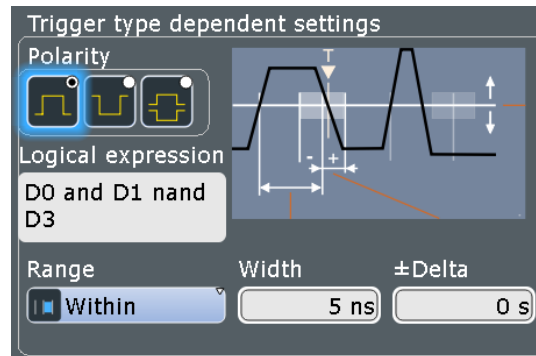 Trigger type dependent settings
Polarity
T
- +
Logical expression
D0 and D1 nand
D3
Range
Width
±Delta
Within
5 ns
0 s